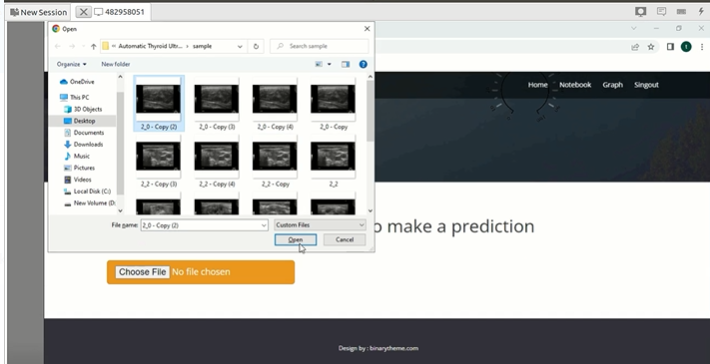 New Session
482958051
Open
Automatic Thyroid Ultr... › sample
Search sample
Organize
New folder
OneDrive
This PC
3D Objects
Desktop
Documents
Downloads
Music
Pictures
Videos
Local Disk (C:)
New Volume (D:
2_0 - Copy (2)
2_0 - Copy (3)
2_0 - Copy (4)
2_0 - Copy
2_2 - Copy (3)
2_2 - Copy (4)
2_2 - Copy
2_2
File name:
2_0 - Copy (2)
Custom Files
Open
Cancel
Home
Notebook
Graph
Singout
o make a prediction
Choose File No file chosen
Design by : binarytheme.com